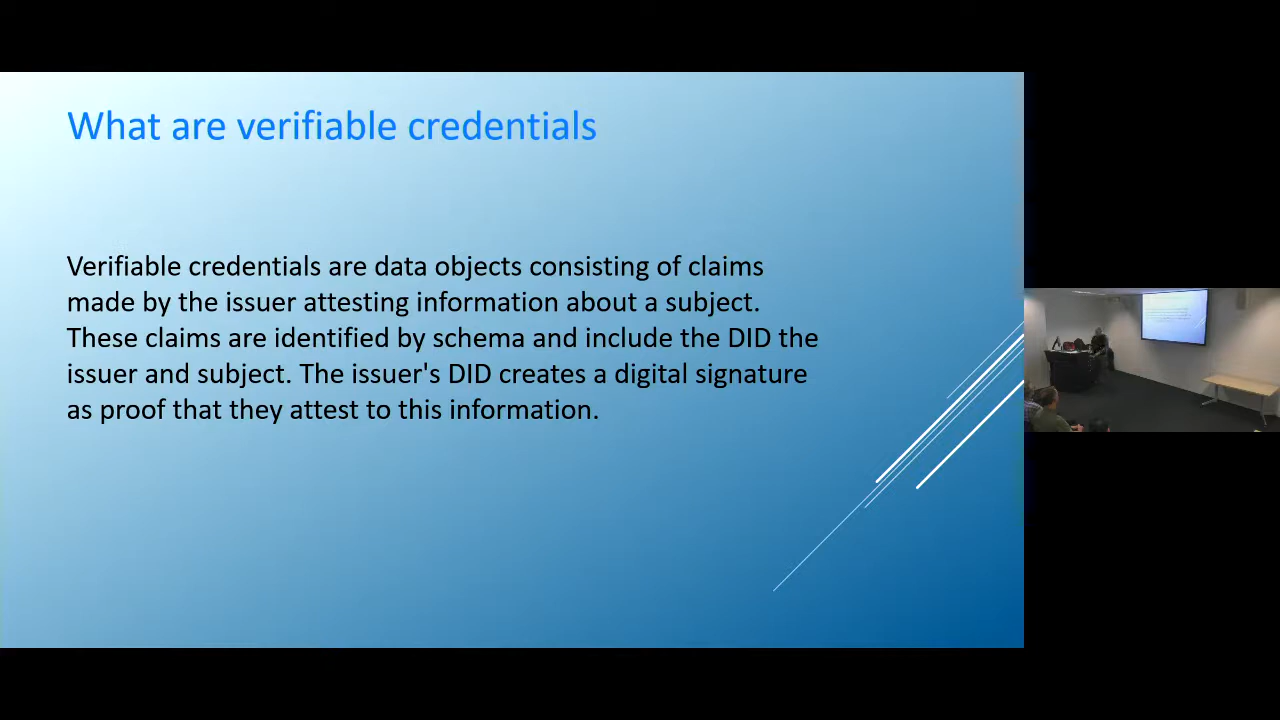 What are verifiable credentials
Verifiable credentials are data objects consisting of claims
made by the issuer attesting information about a subject.
These claims are identified by schema and include the DID the
issuer and subject. The issuer's DID creates a digital signature
as proof that they attest to this information.